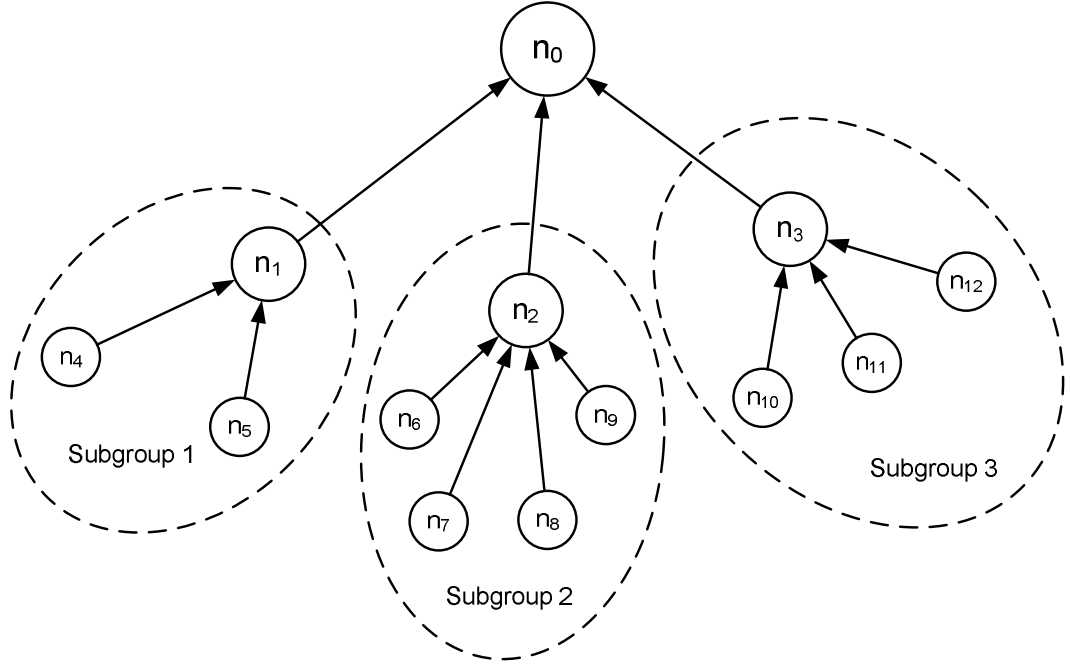 n0
n1
n2
n3
n4
n5
n6
n7
n8
n9
n10
n11
n12
Subgroup 1
Subgroup 2
Subgroup 3